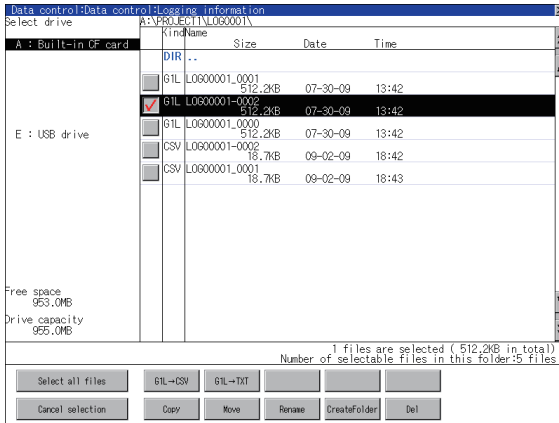 Data control:Data control:Logging information
Select drive
A:\PROJECT1\LOG0001\
Kind Name
Size Date Time
A : Built-in CF card
DIR ..
G1L LOG00001_0001
512.2KB 07-30-09 13:42
G1L LOG00001-0002
512.2KB 07-30-09 13:42
G1L LOG00001_0000
512.2KB 07-30-09 13:42
E : USB drive
CSV LOG00001-0002
18.7KB 09-02-09 18:42
CSV LOG00001_0001
18.7KB 09-02-09 18:43
Free space
953.0MB
Drive capacity
955.0MB
1 files are selected ( 512.2KB in total)
Number of selectable files in this folder:5 files
Select all files G1L→CSV G1L→TXT
Cancel selection Copy Move Rename CreateFolder Del